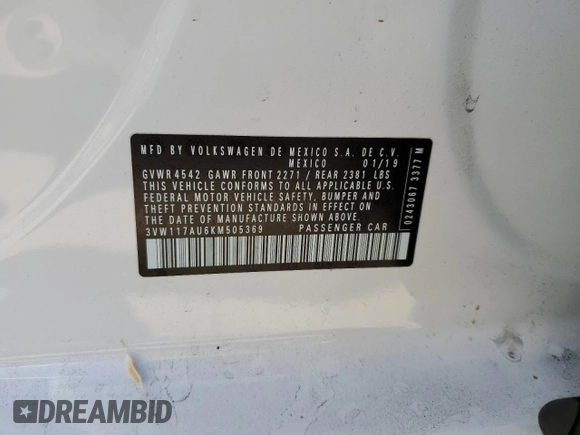 MFD BY VOLKSWAGEN DE MEXICO S.A. DE C.V.
MEXICO 01/19
GVWR 4542 GAWR FRONT 2271 / REAR 2381 LBS
THIS VEHICLE CONFORMS TO ALL APPLICABLE U.S.
FEDERAL MOTOR VEHICLE SAFETY, BUMPER AND
THEFT PREVENTION STANDARDS IN EFFECT ON
THE DATE OF MANUFACTURE SHOWN ABOVE.
3VW117AU6KM505369 PASSENGER CAR
0243067 3377 M
DREAMBID